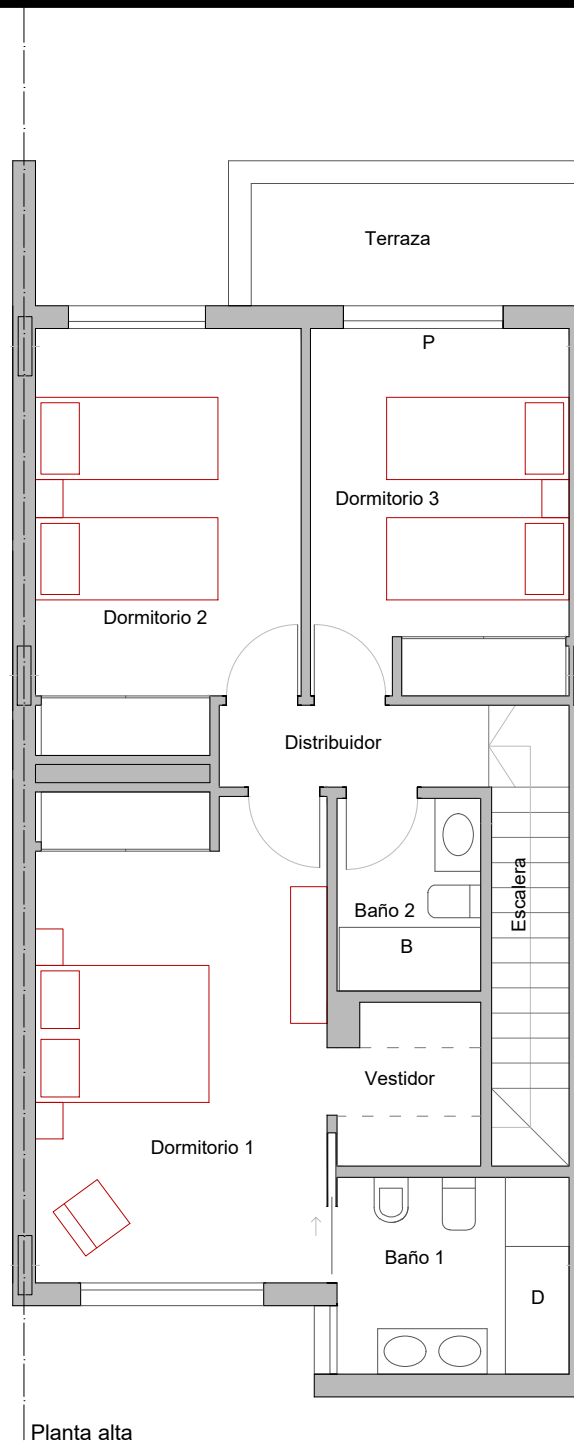 Terraza
P
Dormitorio 3
Dormitorio 2
Distribuidor
Escalera
Baño 2
B
Vestidor
Dormitorio 1
Baño 1
D
Planta alta